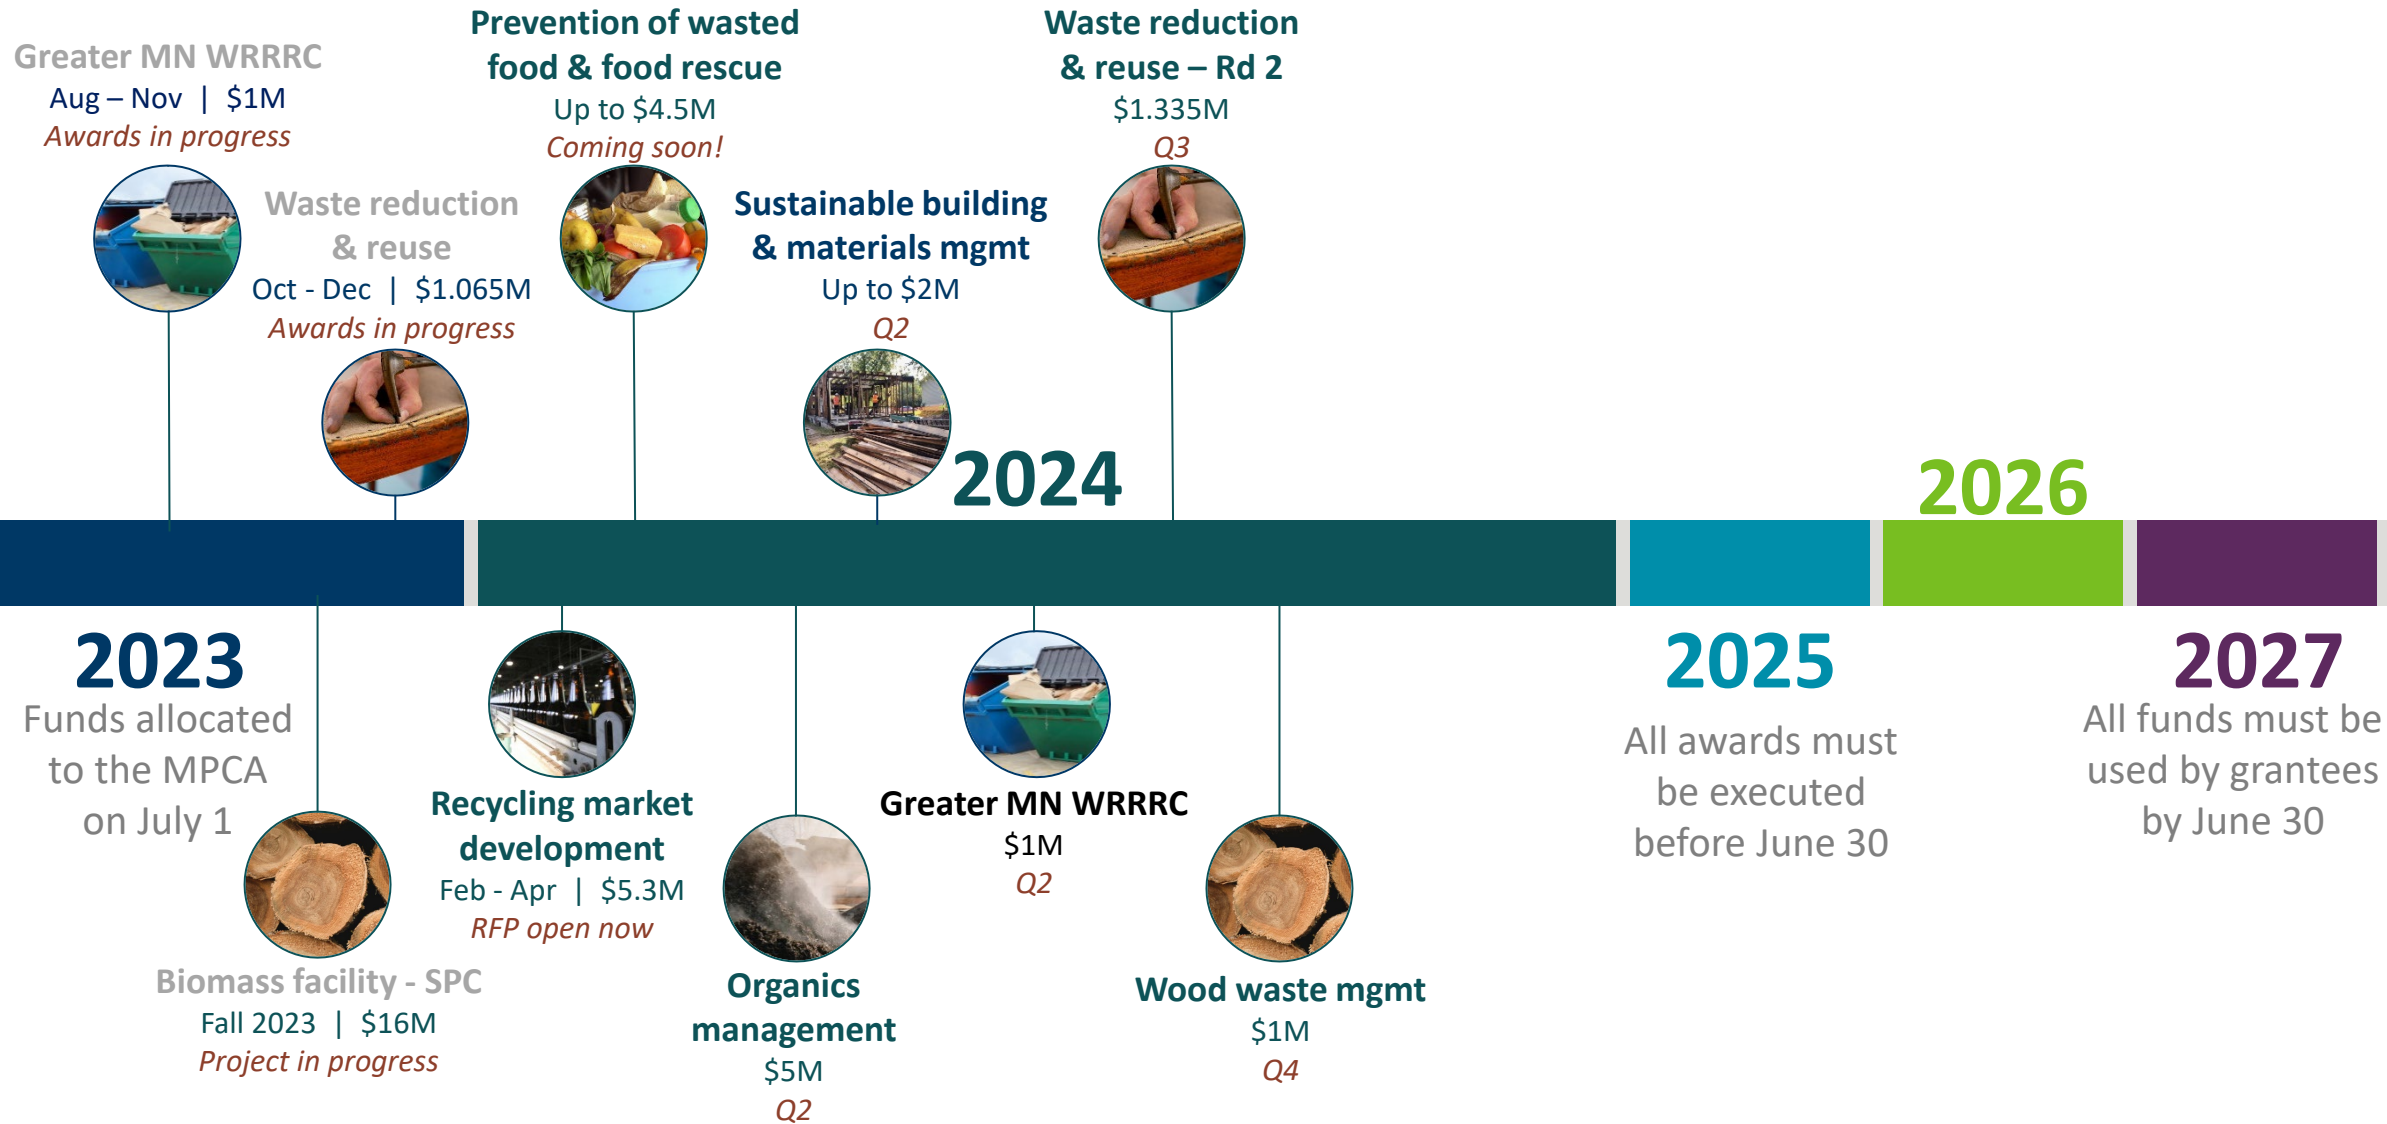 Greater MN WRRRC
Aug – Nov | $1M
Awards in progress
Waste reduction
& reuse
Oct - Dec | $1.065M
Awards in progress
Prevention of wasted
food & food rescue
Up to $4.5M
Coming soon!
Sustainable building
& materials mgmt
Up to $2M
Q2
Waste reduction
& reuse – Rd 2
$1.335M
Q3
2024
2026
2023
Funds allocated
to the MPCA
on July 1
Biomass facility - SPC
Fall 2023 | $16M
Project in progress
Recycling market
development
Feb - Apr | $5.3M
RFP open now
Organics
management
$5M
Q2
Greater MN WRRRC
$1M
Q2
Wood waste mgmt
$1M
Q4
2025
All awards must
be executed
before June 30
2027
All funds must be
used by grantees
by June 30